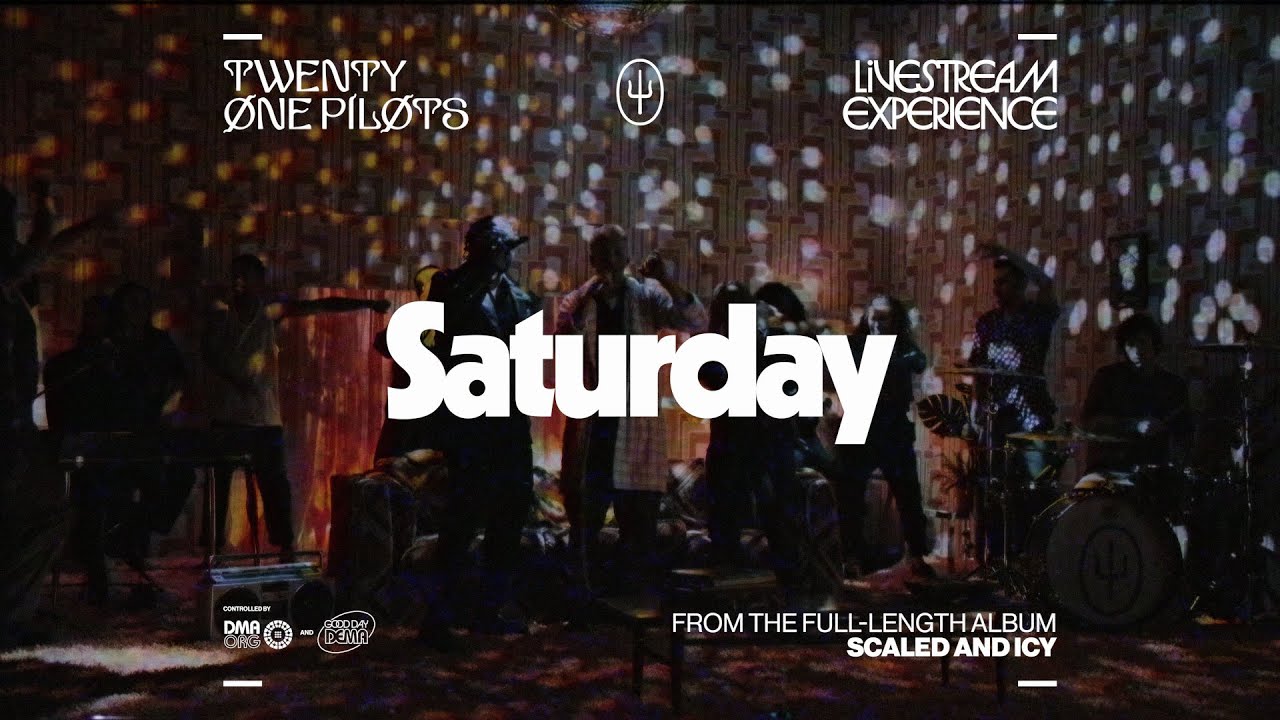 TWENTY
ØNE PILØTS
LiVESTREAM
EXPERIENCE
Saturday
CONTROLLED BY
DMA
ORG
AND
GOOD DAY
DEMA
FROM THE FULL-LENGTH ALBUM
SCALED AND ICY